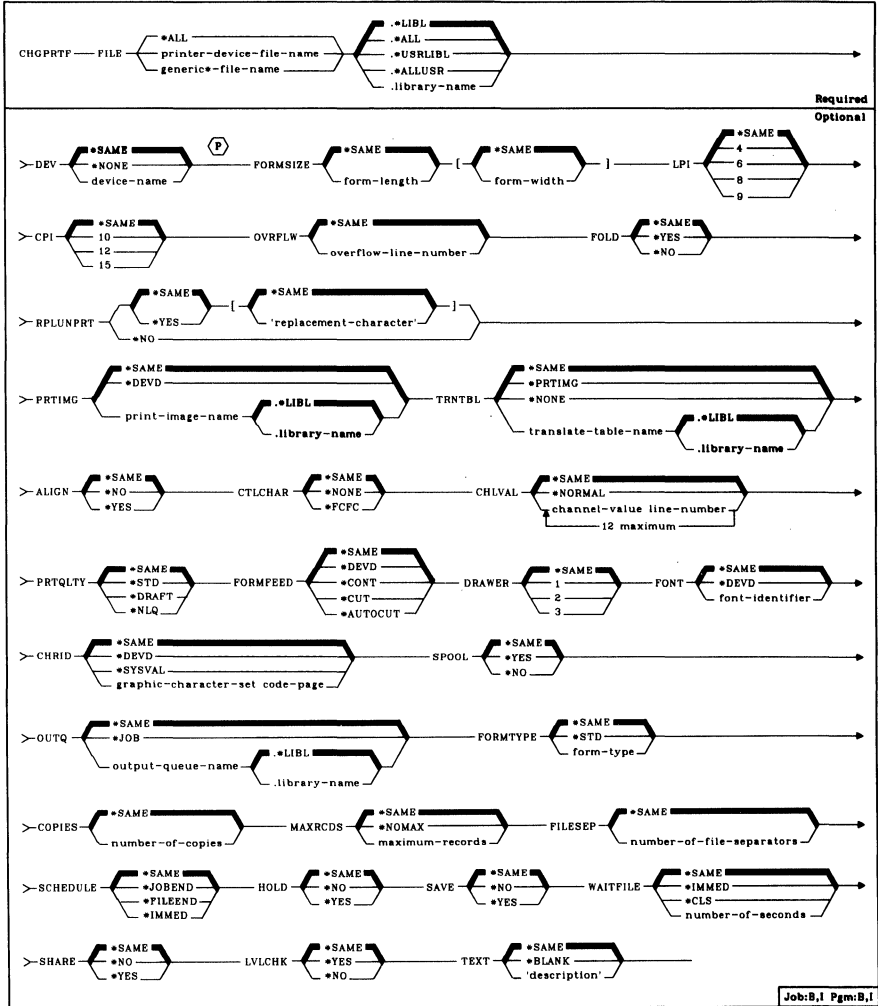 CHGPRTF FILE *ALL .*LIBL
printer-device-file-name .*ALL
generic*-file-name .*USRLIBL
.*ALLUSR
.library-name
Required
Optional
DEV *SAME P FORMSIZE *SAME [ *SAME ] LPI *SAME
*NONE form-length form-width 4
device-name 6
8
9
CPI *SAME OVRFLW *SAME FOLD *SAME
10 overflow-line-number *YES
12 *NO
15
RPLUNPRT *SAME [ *SAME ]
*YES 'replacement-character'
*NO
PRTIMG *SAME TRNTBL *SAME
*DEVD *PRTIMG
print-image-name .*LIBL *NONE
.library-name translate-table-name .*LIBL
.library-name
ALIGN *SAME CTLCHAR *SAME CHLVAL *SAME
*NO *NONE *NORMAL
*YES *FCFC channel-value line-number
12 maximum
PRTQLTY *SAME FORMFEED *SAME DRAWER *SAME FONT *SAME
*STD *DEVD 1 *DEVD
*DRAFT *CONT 2 font-identifier
*NLQ *CUT 3
*AUTOCUT
CHRID *SAME SPOOL *SAME
*DEVD *YES
*SYSVAL *NO
graphic-character-set code-page
OUTQ *SAME FORMTYPE *SAME
*JOB *STD
output-queue-name .*LIBL form-type
.library-name
COPIES *SAME MAXRCDS *SAME FILESEP *SAME
number-of-copies *NOMAX number-of-file-separators
maximum-records
SCHEDULE *SAME HOLD *SAME SAVE *SAME WAITFILE *SAME
*JOBEND *NO *NO *IMMED
*FILEEND *YES *YES *CLS
*IMMED number-of-seconds
SHARE *SAME LVLCHK *SAME TEXT *SAME
*NO *YES *BLANK
*YES *NO 'description'
Job:B,I Pgm:B,I